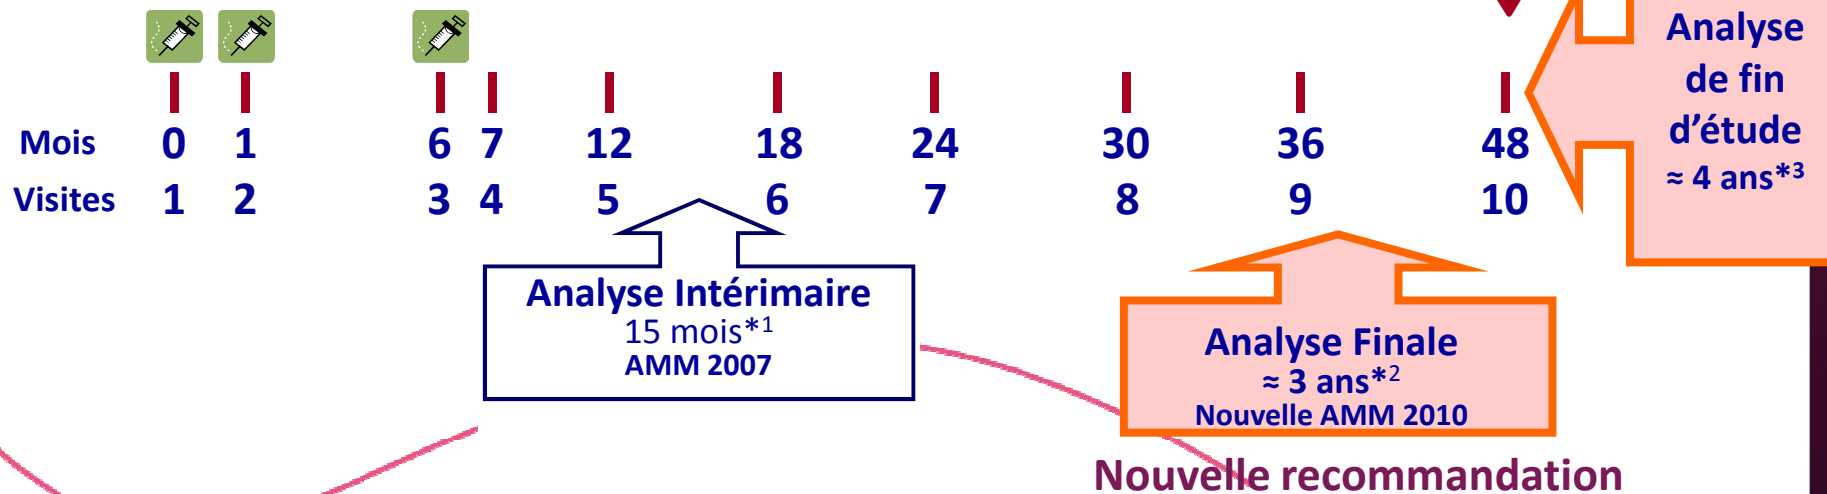 Analyse
de fin
d'étude
≈ 4 ans*3
Mois 0 1 6 7 12 18 24 30 36 48
Visites 1 2 3 4 5 6 7 8 9 10
Analyse Intérimaire
15 mois*1
AMM 2007
Analyse Finale
≈ 3 ans*2
Nouvelle AMM 2010
Nouvelle recommandation